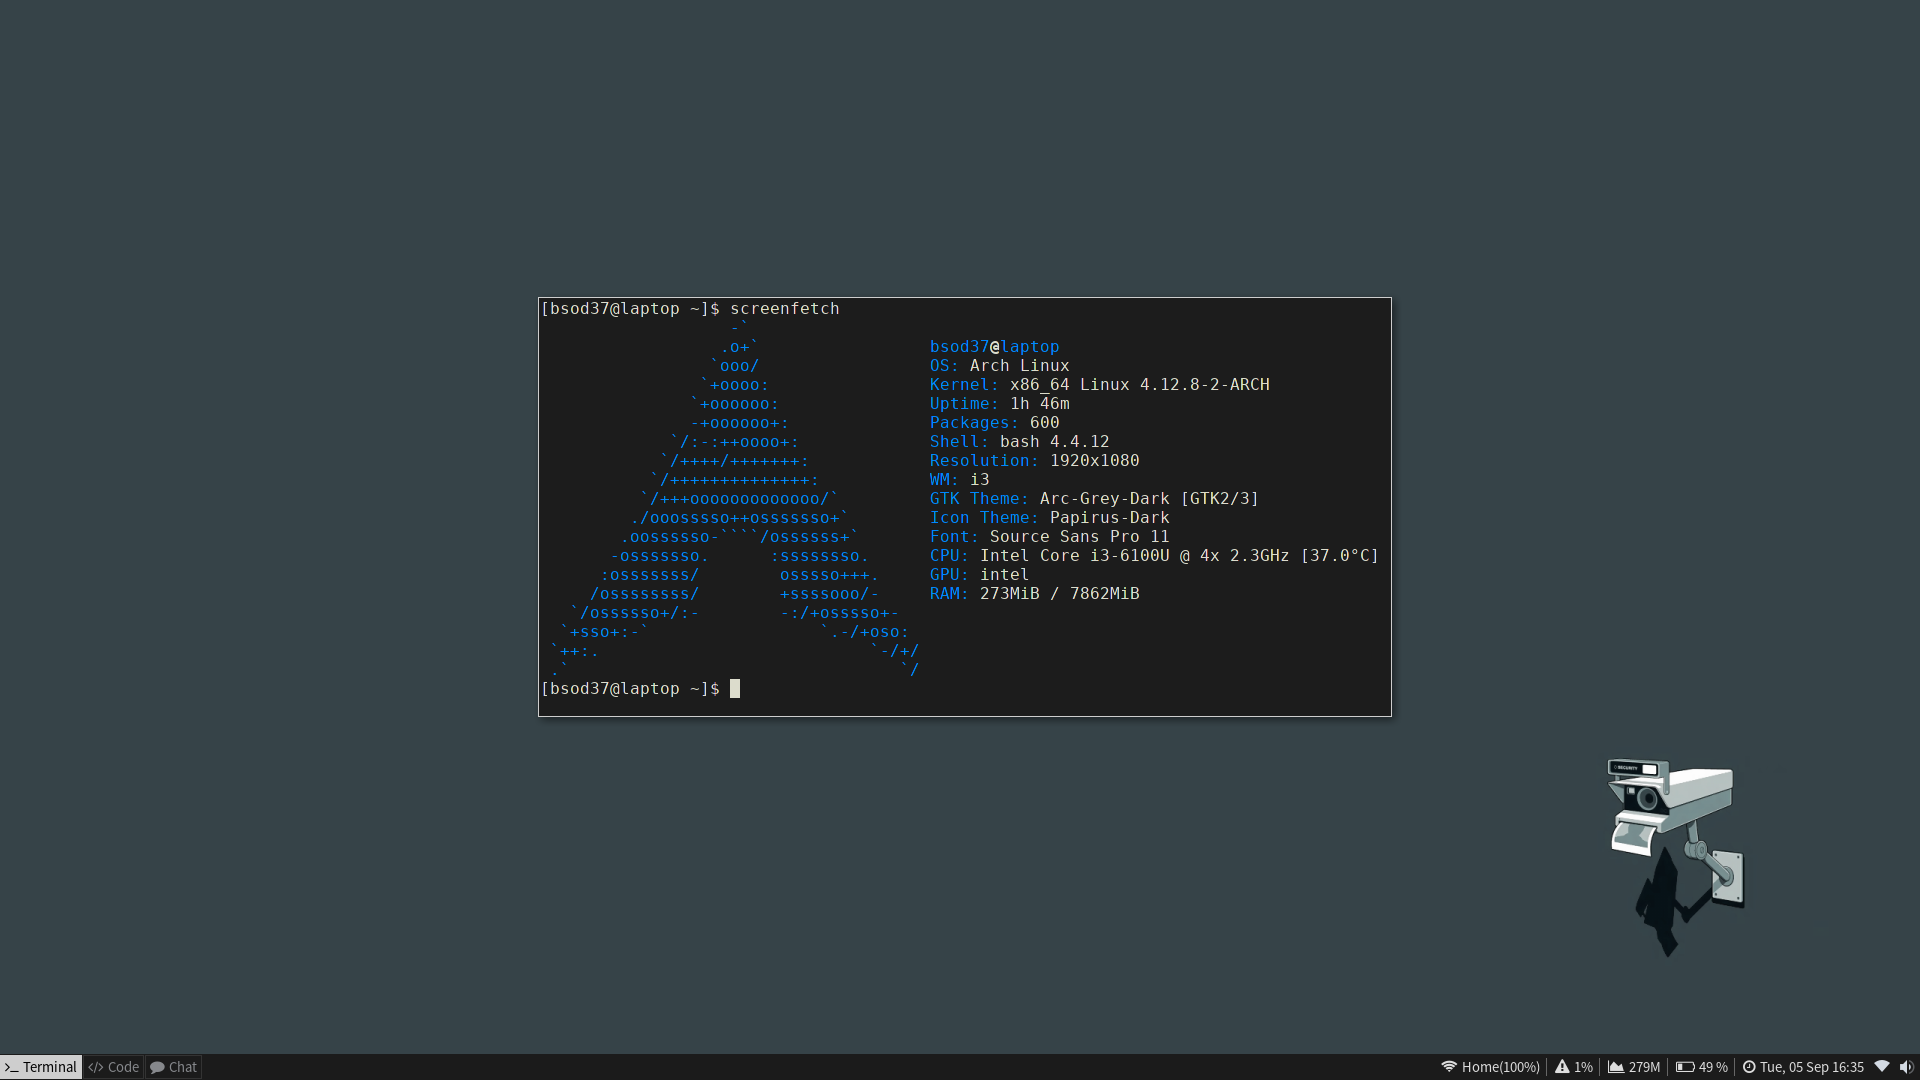 [bsod37@laptop ~]$ screenfetch
-`
.o+`
`ooo/
`+oooo:
`+oooooo:
-+oooooo+:
`/:-:++oooo+:
`/++++/+++++++:
`/++++++++++++++:
`/+++ooooooooooooo/`
./ooosssso++osssssso+`
.oossssso-````/ossssss+`
-osssssso.      :ssssssso.
:osssssss/        osssso+++.
/ossssssss/        +ssssooo/-
`/ossssso+/:-        -:/+osssso+-
`+sso+:-`                 `.-/+oso:
`++:.                           `-/+/
.`                                 `/
bsod37@laptop
OS: Arch Linux
Kernel: x86_64 Linux 4.12.8-2-ARCH
Uptime: 1h 46m
Packages: 600
Shell: bash 4.4.12
Resolution: 1920x1080
WM: i3
GTK Theme: Arc-Grey-Dark [GTK2/3]
Icon Theme: Papirus-Dark
Font: Source Sans Pro 11
CPU: Intel Core i3-6100U @ 4x 2.3GHz [37.0°C]
GPU: intel
RAM: 273MiB / 7862MiB
[bsod37@laptop ~]$
SECURITY
>_ Terminal </> Code Chat Home(100%) 1% 279M 49 % Tue, 05 Sep 16:35